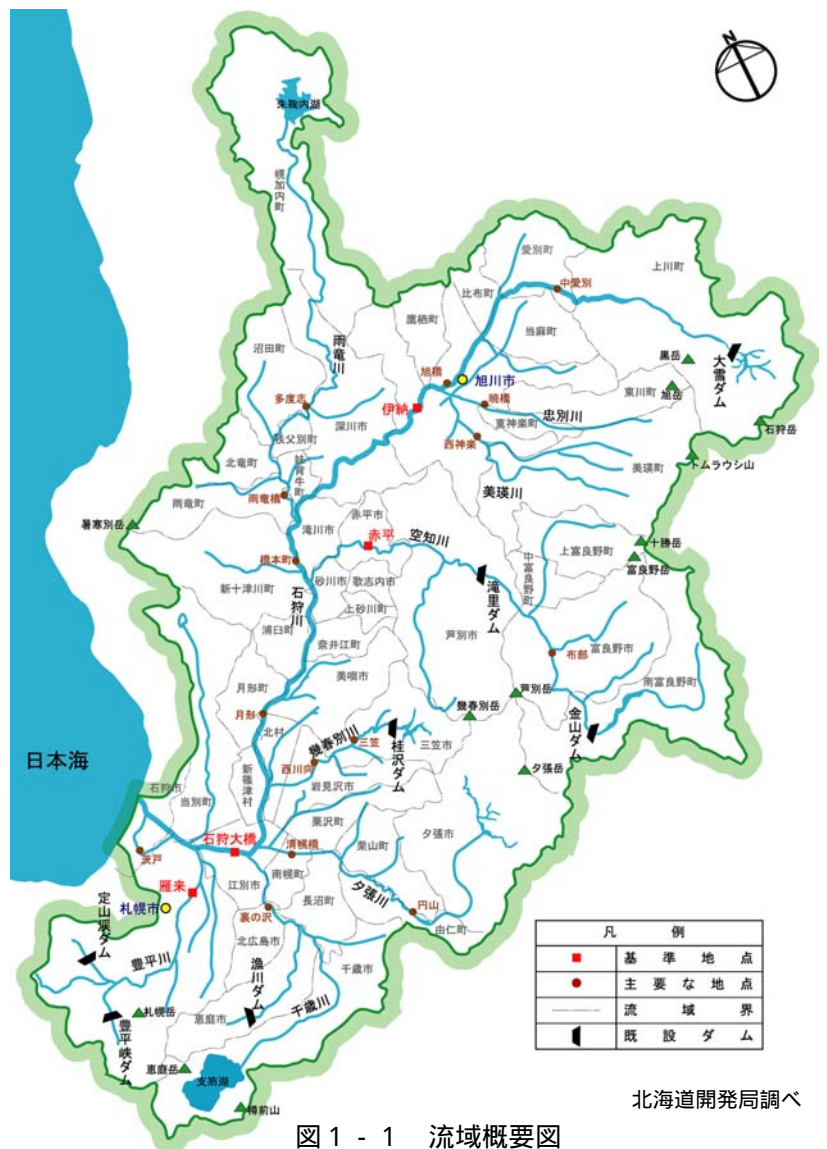 N
朱鞠内湖
幌加内町
愛別町
上川町
中愛別
比布町
鷹栖町
当麻町
沼田町
雨竜川
黒岳
大雪ダム
旭橋
旭川市
旭岳
東川町
多度志
伊納
暁橋
忠別川
石狩岳
秩父別町
深川市
東神楽町
西神楽
北竜町
妹背牛町
トムラウシ山
美瑛町
美瑛川
雨竜橋
雨竜町
赤平市
暑寒別岳
滝川市
赤平
空知川
十勝岳
上富良野町
富良野岳
橋本町
中富良野町
砂川市
歌志内市
滝里ダム
新十津川町
石狩川
上砂川町
浦臼町
芦別市
奈井江町
富良野市
布部
美唄市
南富良野町
月形町
芦別岳
月形
幾春別岳
北村
幾春別川
三笠
金山ダム
三笠市
桂沢ダム
日本海
西川向
夕張岳
新篠津村
岩見沢市
石狩市
当別町
栗沢町
夕張市
石狩大橋
清幌橋
栗山町
茨戸
江別市
南幌町
雁来
夕張川
定山渓ダム
札幌市
裏の沢
長沼町
円山
由仁町
北広島市
豊平川
漁川ダム
千歳市
千歳川
札幌岳
恵庭市
豊平峡ダム
恵庭岳
支笏湖
樽前山
凡 例
基準地点
主要な地点
流域界
既設ダム
北海道開発局調べ
図1-1 流域概要図